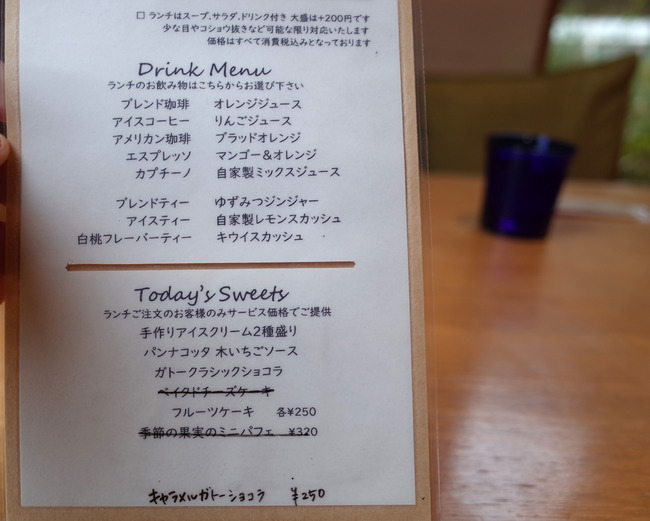 □ ランチはスープ、サラダ、ドリンク付き 大盛は+200円です
少な目やコショウ抜きなど可能な限り対応いたします
価格はすべて消費税込みとなっております
Drink Menu
ランチのお飲み物はこちらからお選び下さい
ブレンド珈琲 オレンジジュース
アイスコーヒー りんごジュース
アメリカン珈琲 ブラッドオレンジ
エスプレッソ マンゴー&オレンジ
カプチーノ 自家製ミックスジュース
ブレンドティー ゆずみつジンジャー
アイスティー 自家製レモンスカッシュ
白桃フレーバーティー キウイスカッシュ
Today's Sweets
ランチご注文のお客様のみサービス価格でご提供
手作りアイスクリーム2種盛り
パンナコッタ 木いちごソース
ガトークラシックショコラ
ベイクドチーズケーキ
フルーツケーキ 各¥250
季節の果実のミニパフェ ¥320
キャラメルガトーショコラ ¥250